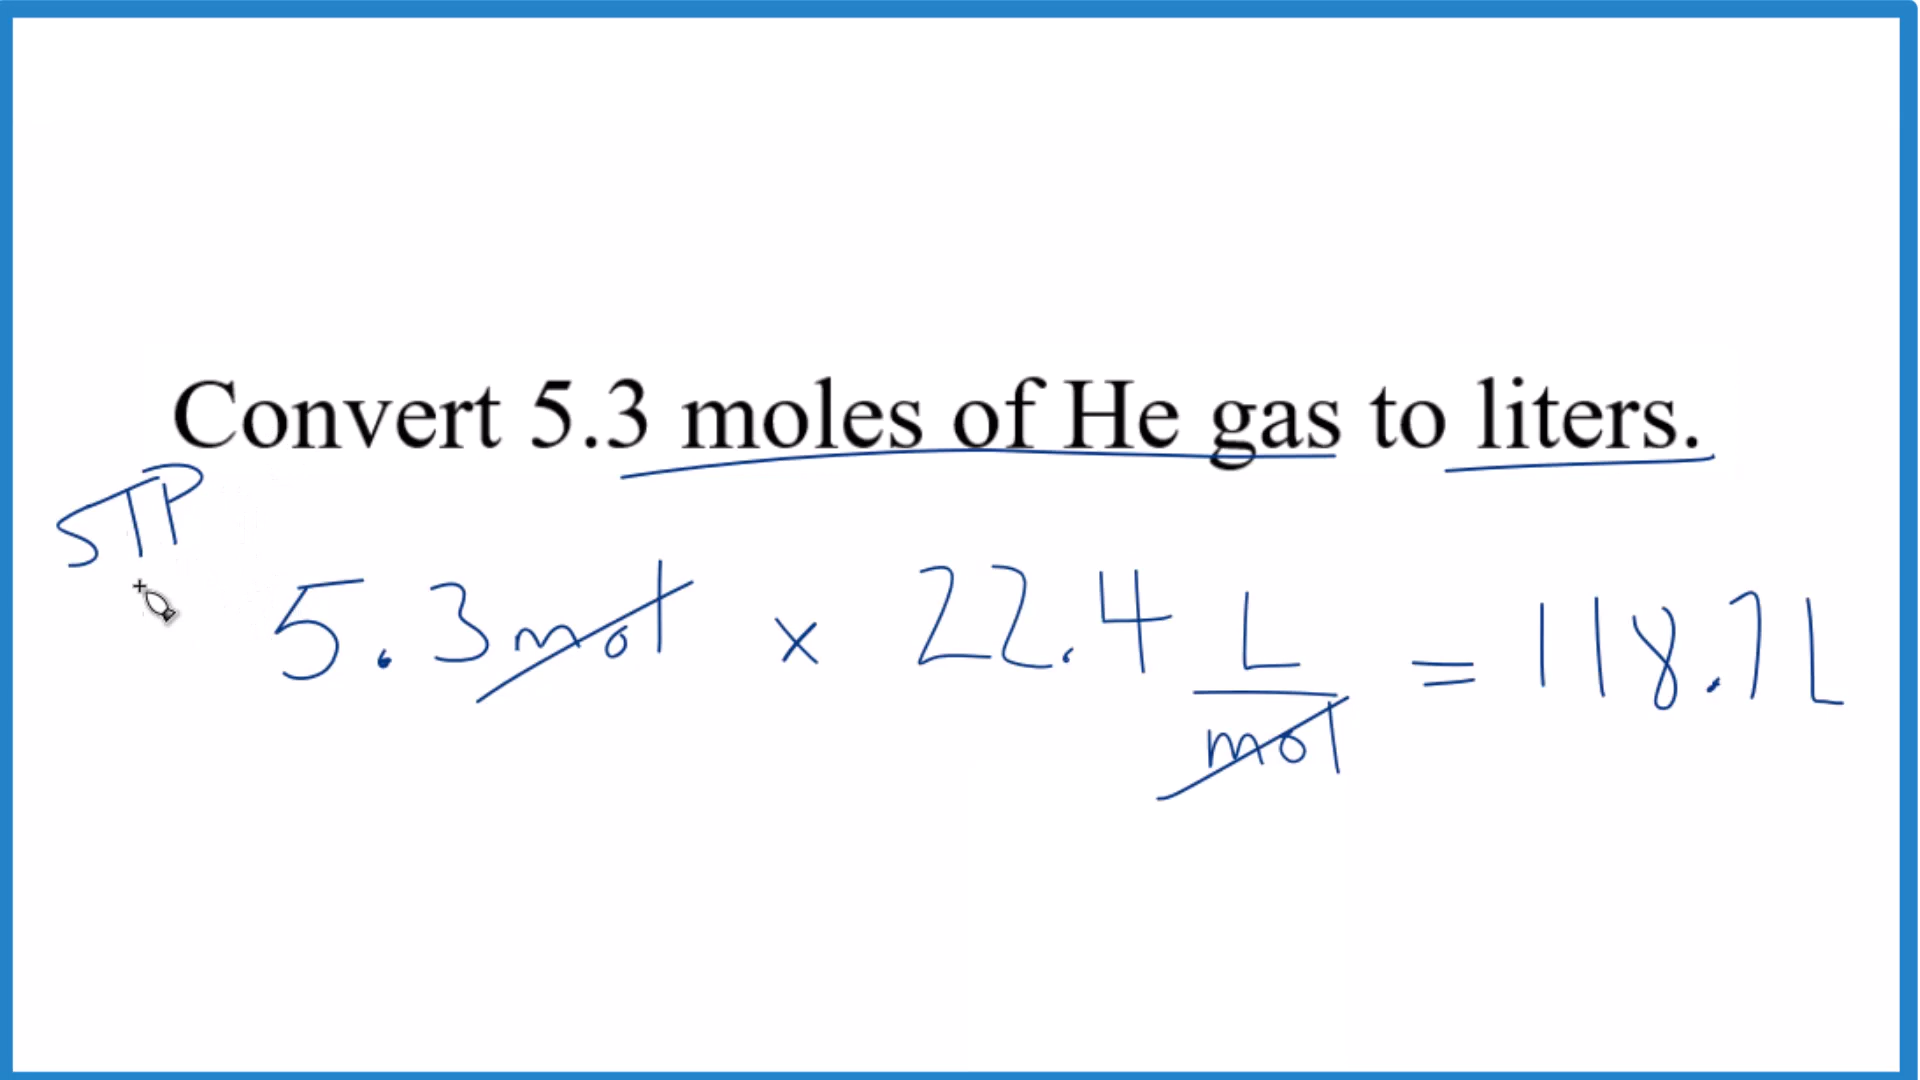 Convert 5.3 moles of He gas to liters.
STP
5.3 mol x 22.4 L/mol = 118.7 L